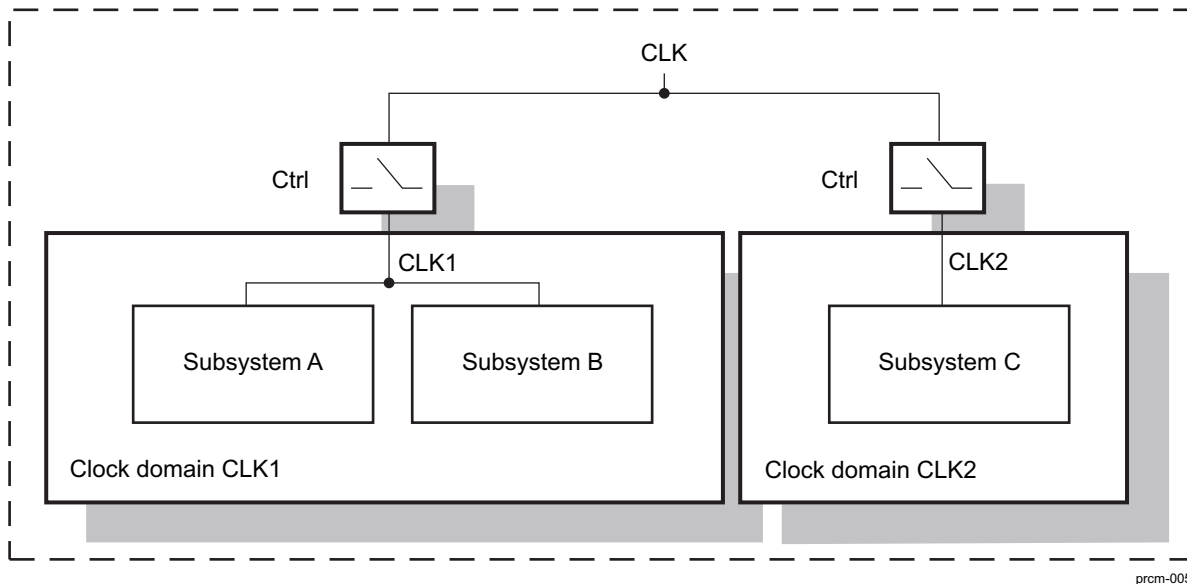 CLK
Ctrl
Ctrl
CLK1
CLK2
Subsystem A
Subsystem B
Subsystem C
Clock domain CLK1
Clock domain CLK2